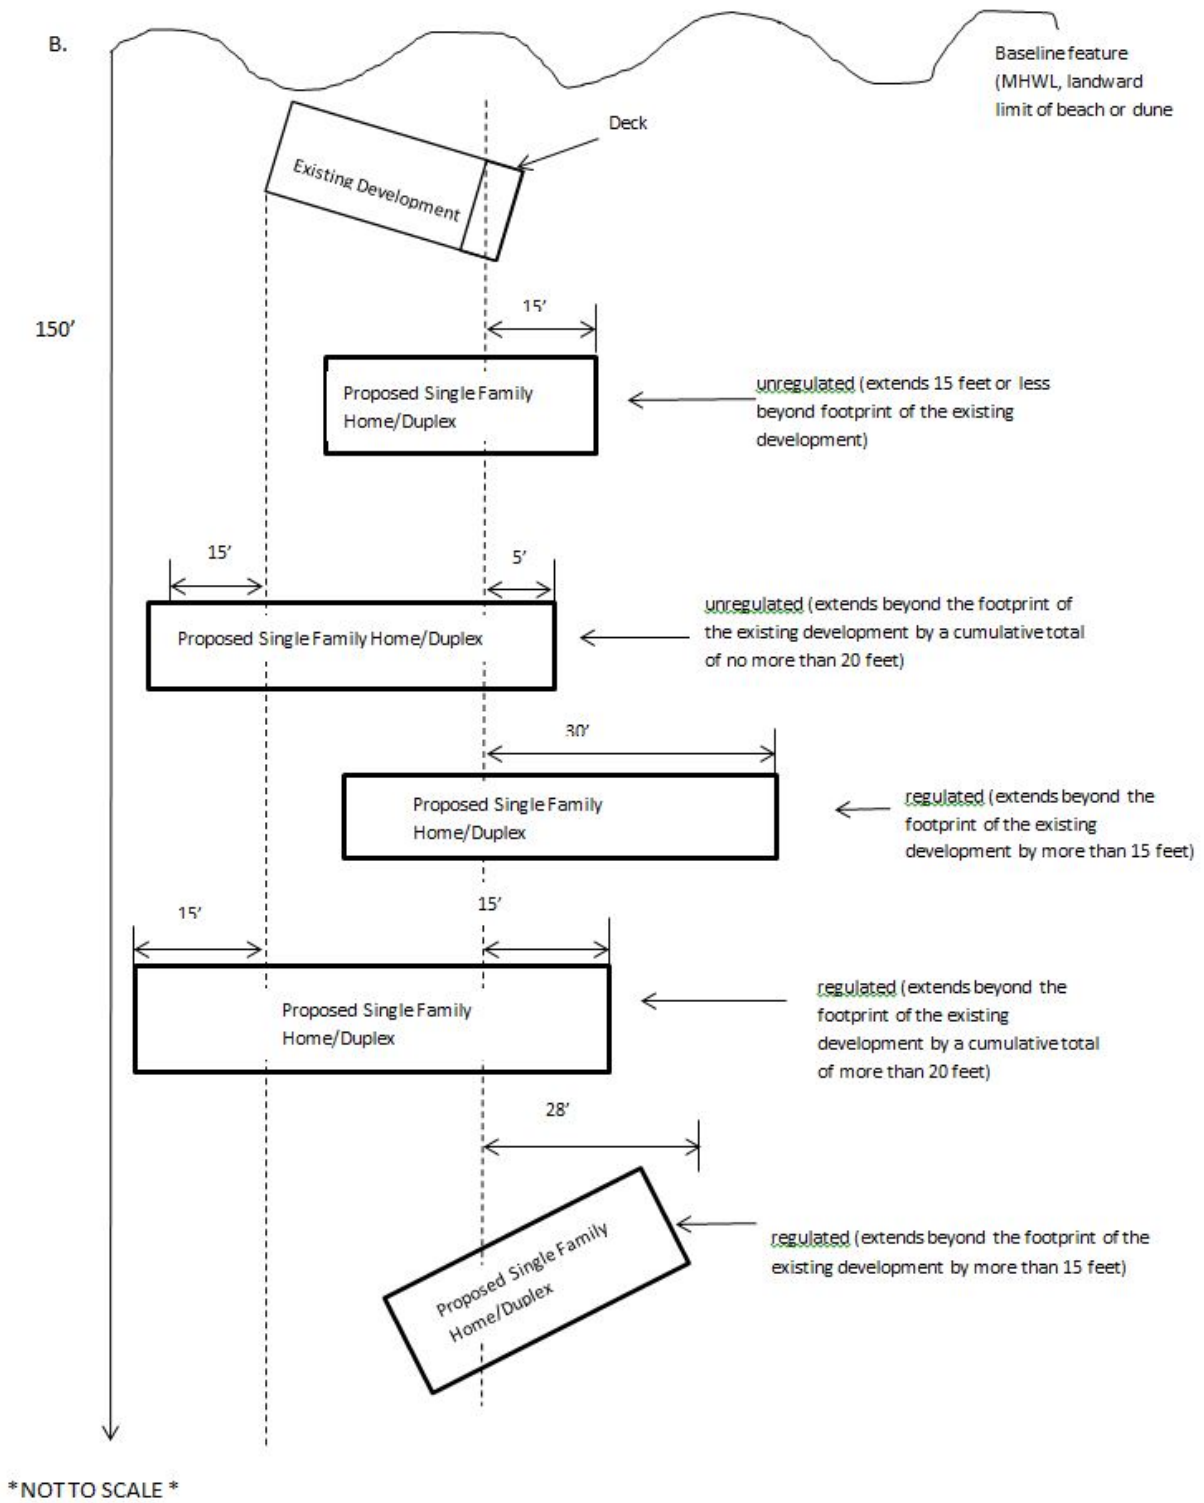 B.
Baseline feature
(MHWL, landward
limit of beach or dune
Deck
Existing Development
150’
15’
Proposed Single Family
Home/Duplex
unregulated (extends 15 feet or less
beyond footprint of the existing
development)
15’
5’
Proposed Single Family Home/Duplex
unregulated (extends beyond the footprint of
the existing development by a cumulative total
of no more than 20 feet)
30’
Proposed Single Family
Home/Duplex
regulated (extends beyond the
footprint of the existing
development by more than 15 feet)
15’
15’
Proposed Single Family
Home/Duplex
regulated (extends beyond the
footprint of the existing
development by a cumulative total
of more than 20 feet)
28’
Proposed Single Family
Home/Duplex
regulated (extends beyond the footprint of the
existing development by more than 15 feet)
*NOT TO SCALE *